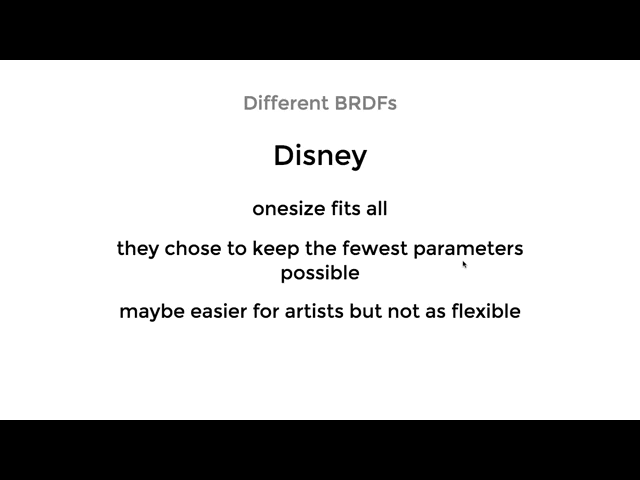 Different BRDFs
Disney
onesize fits all
they chose to keep the fewest parameters
possible
maybe easier for artists but not as flexible